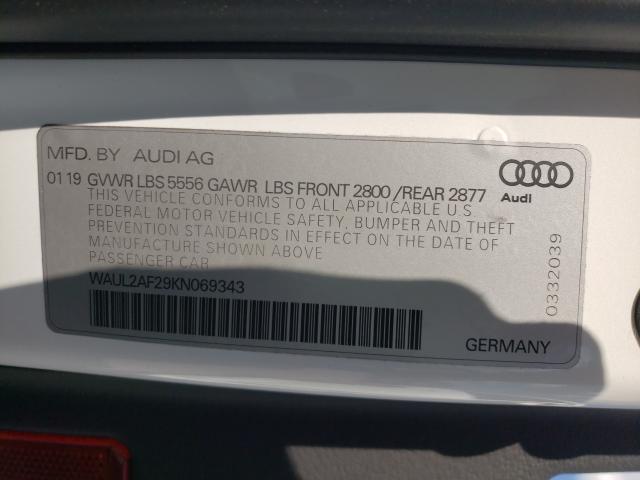 MFD. BY AUDI AG
01 19 GVWR LBS 5556 GAWR LBS FRONT 2800 /REAR 2877
THIS VEHICLE CONFORMS TO ALL APPLICABLE U.S
FEDERAL MOTOR VEHICLE SAFETY, BUMPER AND THEFT
PREVENTION STANDARDS IN EFFECT ON THE DATE OF
MANUFACTURE SHOWN ABOVE
PASSENGER CAR
WAUL2AF29KN069343
GERMANY
Audi
0332039